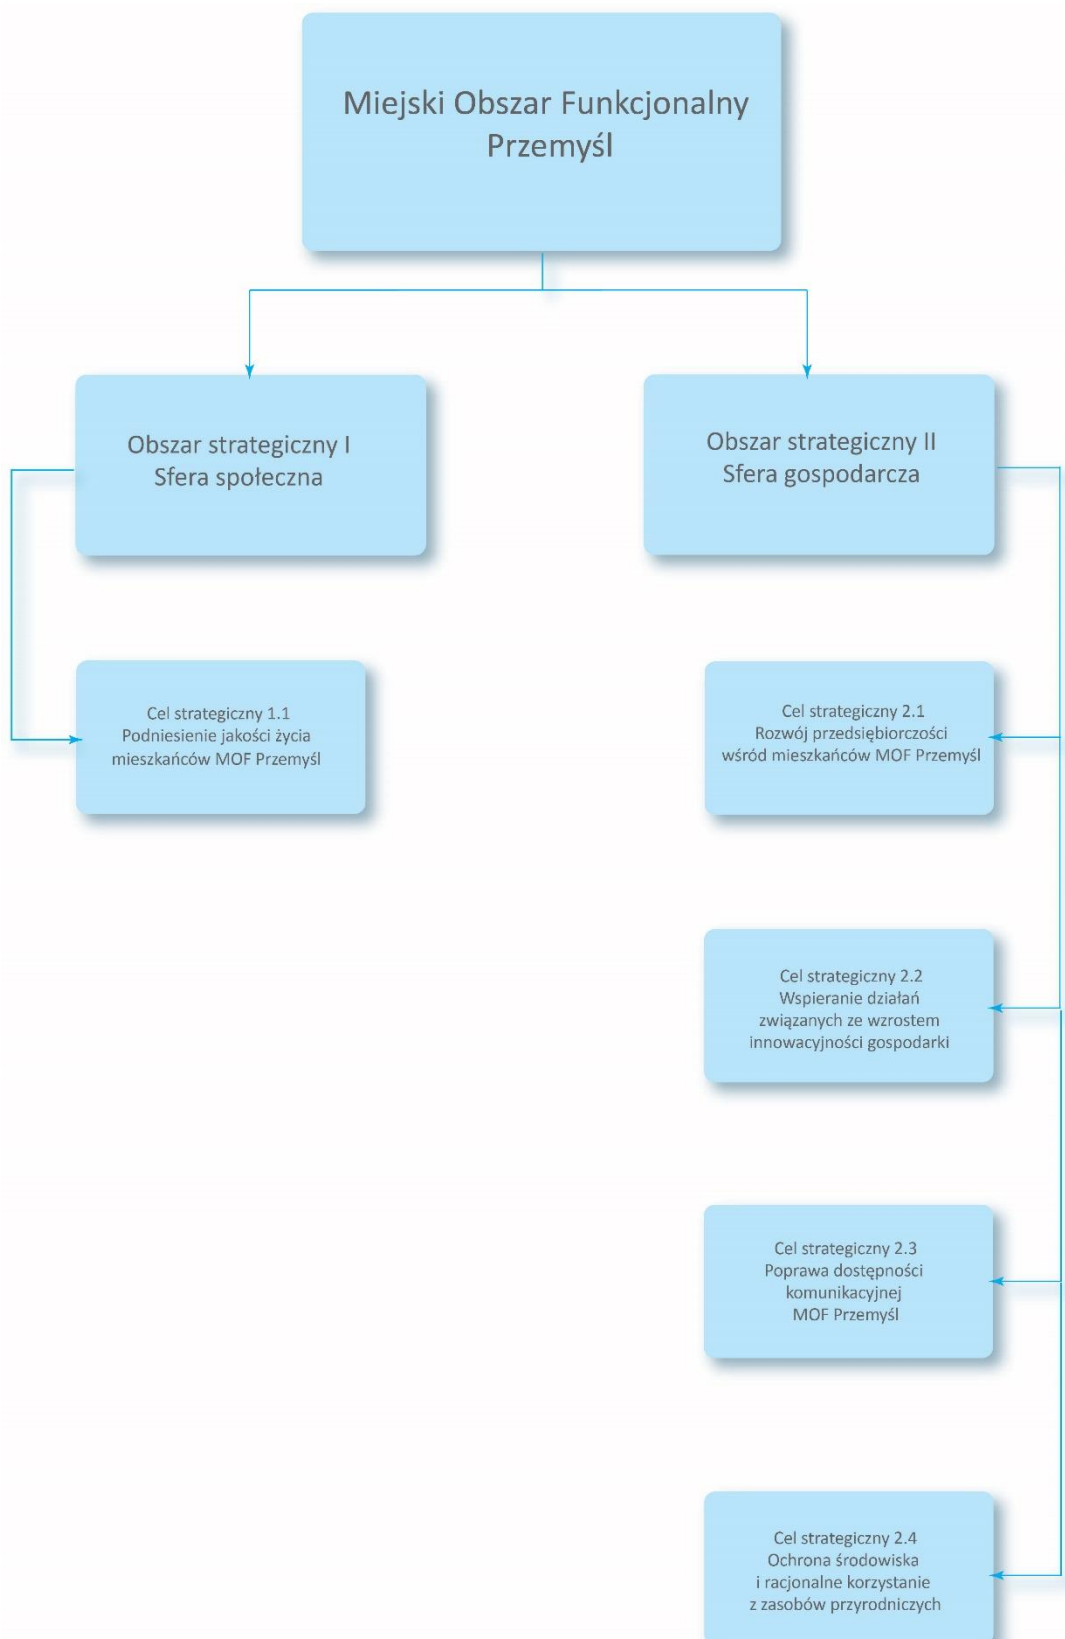 Miejski Obszar Funkcjonalny
Przemyśl
Obszar strategiczny I
Sfera społeczna
Obszar strategiczny II
Sfera gospodarcza
Cel strategiczny 1.1
Podniesienie jakości życia
mieszkańców MOF Przemyśl
Cel strategiczny 2.1
Rozwój przedsiębiorczości
wśród mieszkańców MOF Przemyśl
Cel strategiczny 2.2
Wspieranie działań
związanych ze wzrostem
innowacyjności gospodarki
Cel strategiczny 2.3
Poprawa dostępności
komunikacyjnej
MOF Przemyśl
Cel strategiczny 2.4
Ochrona środowiska
i racjonalne korzystanie
z zasobów przyrodniczych